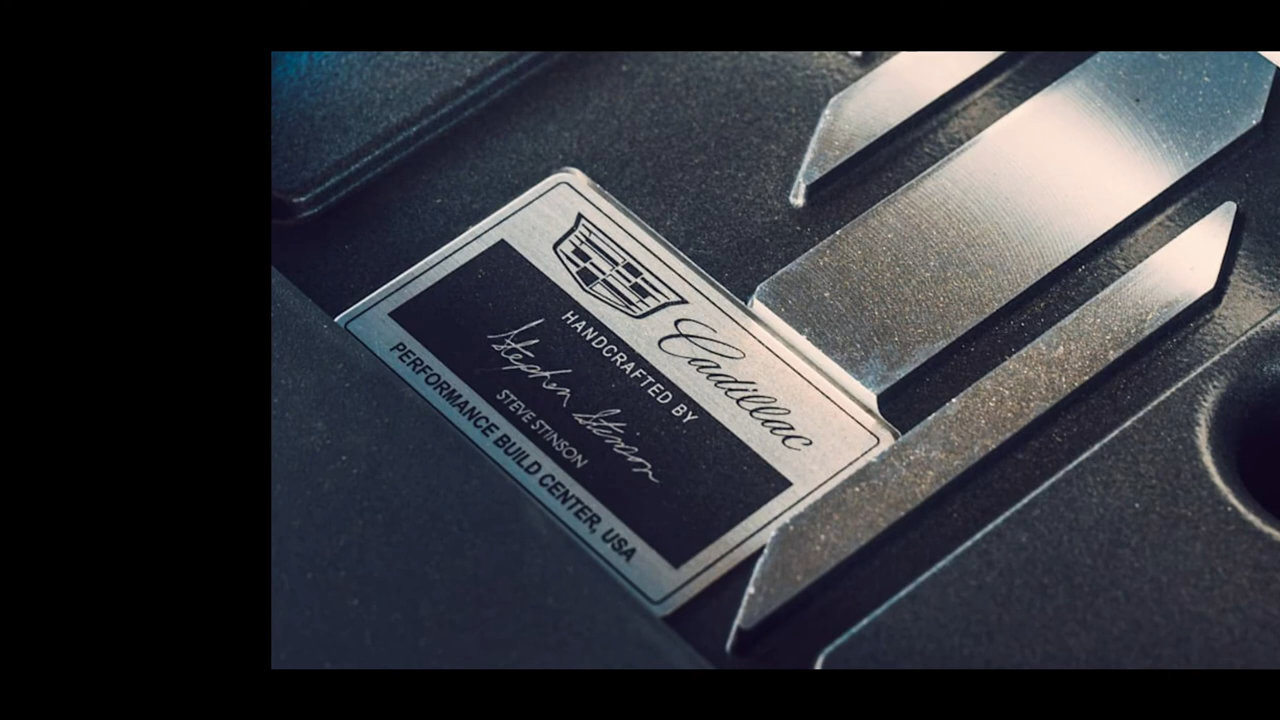 Cadillac
HANDCRAFTED BY
Stephen Stinson
STEVE STINSON
PERFORMANCE BUILD CENTER, USA